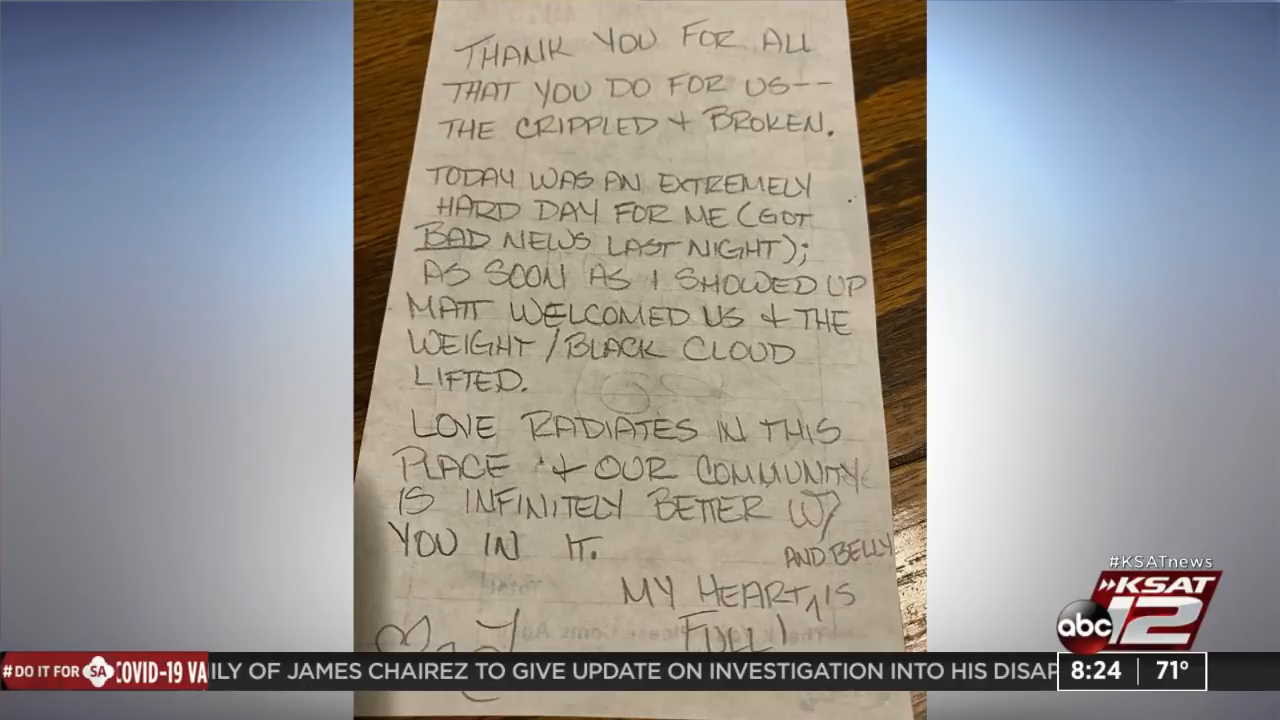 THANK YOU FOR ALL
THAT YOU DO FOR US--
THE CRIPPLED + BROKEN.
TODAY WAS AN EXTREMELY
HARD DAY FOR ME (GOT
BAD NEWS LAST NIGHT);
AS SOON AS I SHOWED UP
MATT WELCOMED US + THE
WEIGHT/BLACK CLOUD
LIFTED.
LOVE RADIATES IN THIS
PLACE + OUR COMMUNITY
IS INFINITELY BETTER W/
YOU IN IT.
AND BELLY
MY HEART ^ IS
FULL!
#KSATnews
KSAT
abc 12
#DO IT FOR SA COVID-19 VA
ILY OF JAMES CHAIREZ TO GIVE UPDATE ON INVESTIGATION INTO HIS DISAP
8:24 71°